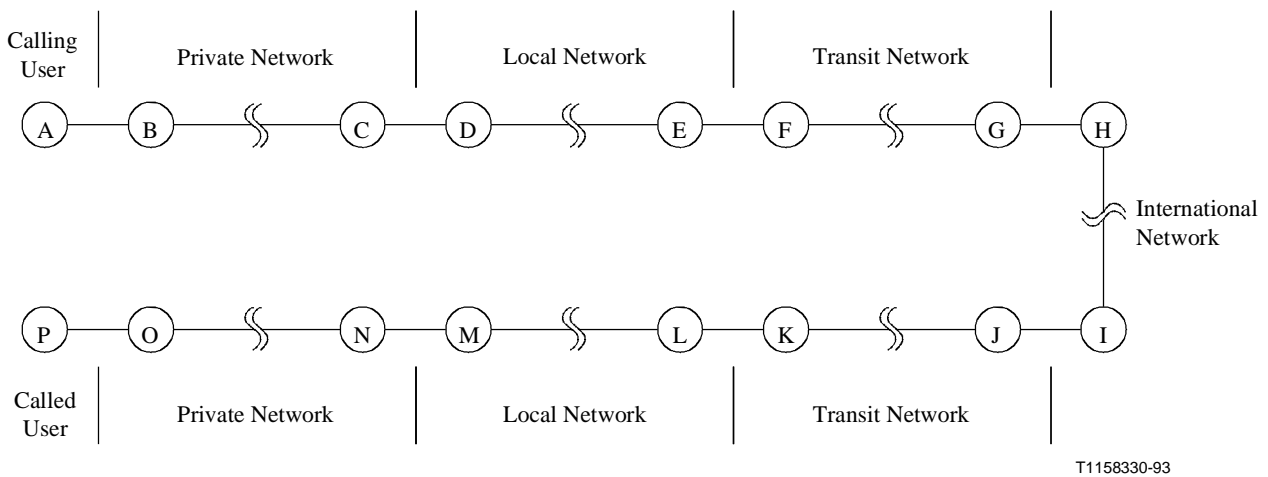 Calling
User
Private Network
Local Network
Transit Network
A
B
C
D
E
F
G
H
International
Network
P
O
N
M
L
K
J
I
Called
User
Private Network
Local Network
Transit Network
T1158330-93